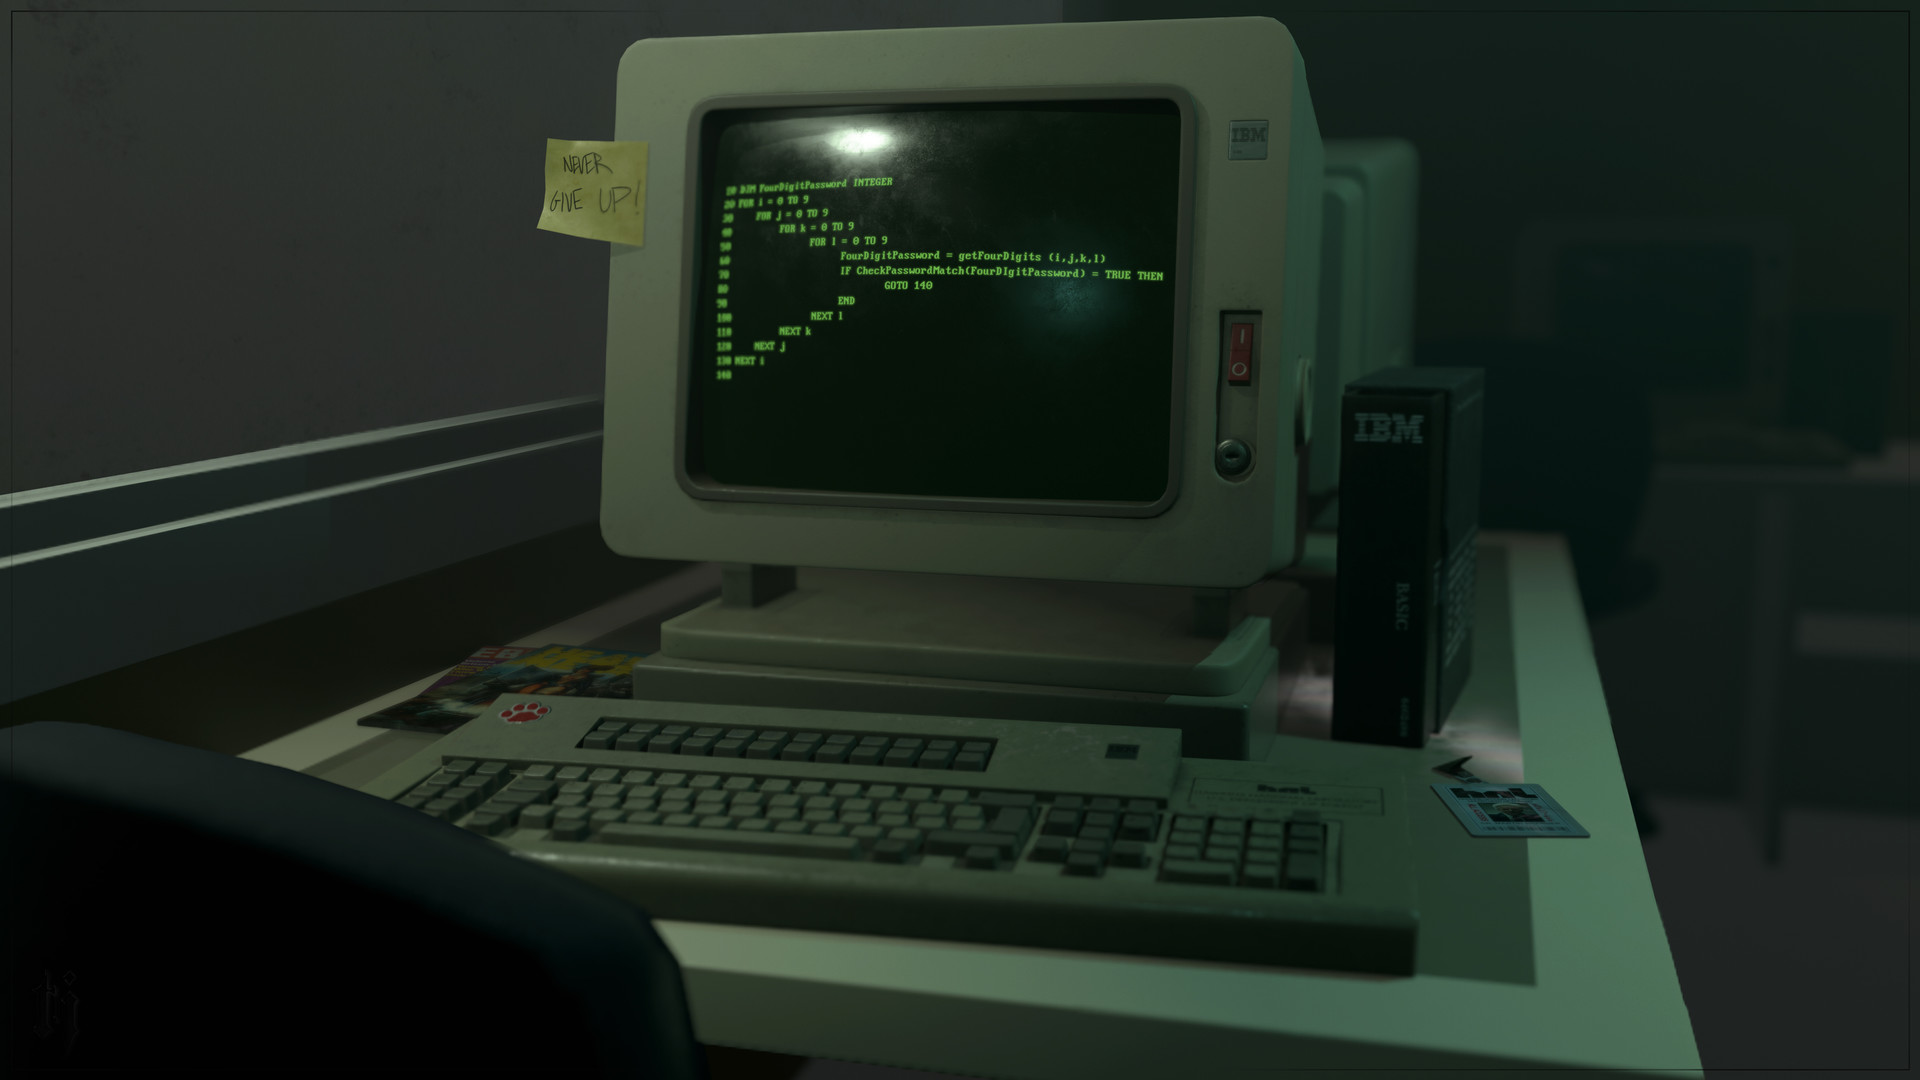 NEVER
GIVE UP!
IBM
10 DIM FourDigitPassword INTEGER
20 FOR i = 0 TO 9
30 FOR j = 0 TO 9
40 FOR k = 0 TO 9
50 FOR l = 0 TO 9
60 FourDigitPassword = getFourDigits (i,j,k,l)
70 IF CheckPasswordMatch(FourDIgitPassword) = TRUE THEN
80 GOTO 140
90 END
100 NEXT l
110 NEXT k
120 NEXT j
130 NEXT i
140
IBM
BASIC